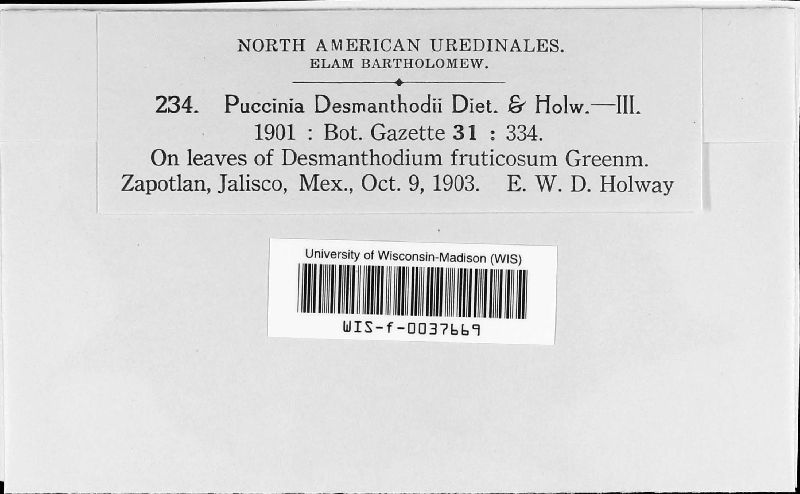 NORTH AMERICAN UREDINALES.
ELAM BARTHOLOMEW.
234. Puccinia Desmanthodii Diet. & Holw.—III.
1901 : Bot. Gazette 31 : 334.
On leaves of Desmanthodium fruticosum Greenm.
Zapotlan, Jalisco, Mex., Oct. 9, 1903. E. W. D. Holway
University of Wisconsin-Madison (WIS)
WIS-f-0037669